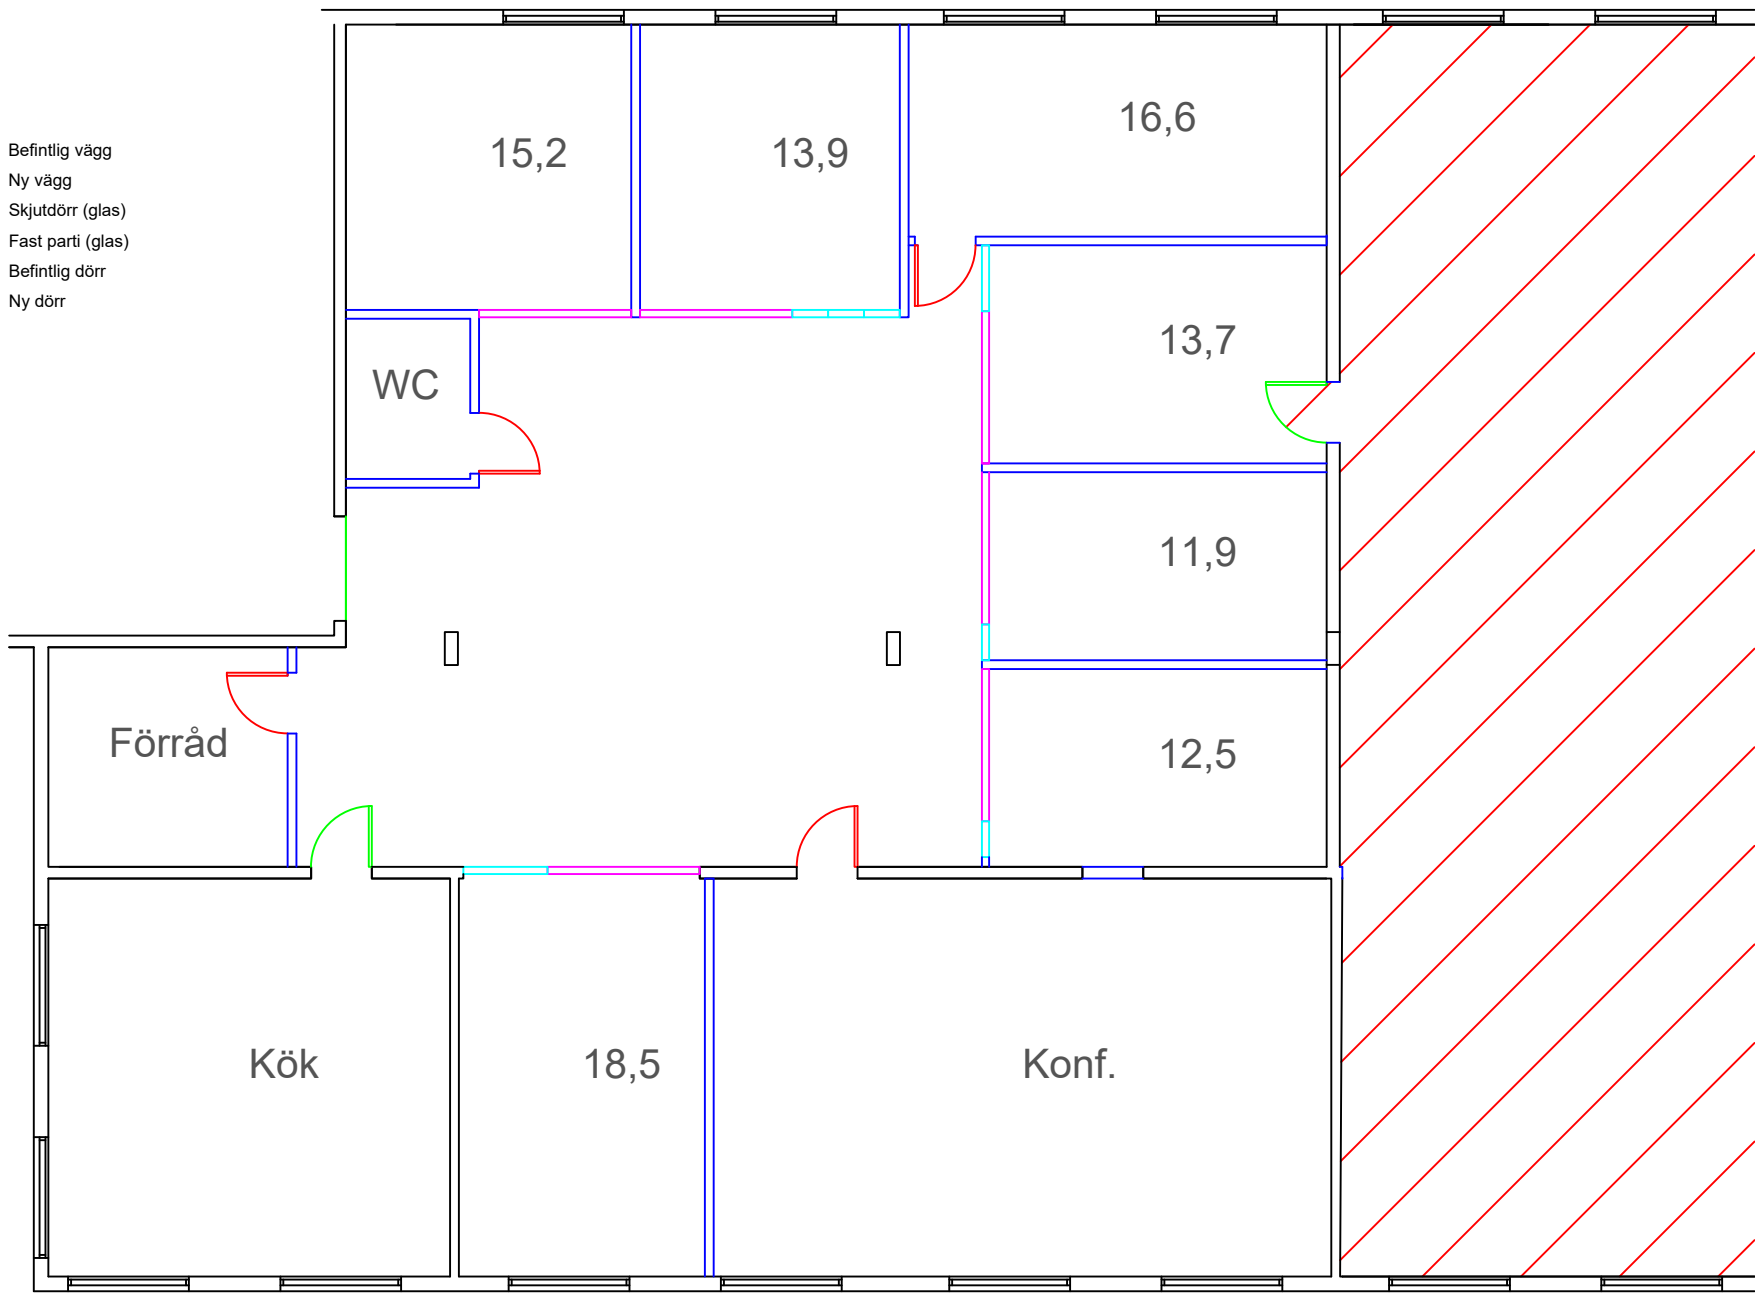 Befintlig vägg
Ny vägg
Skjutdörr (glas)
Fast parti (glas)
Befintlig dörr
Ny dörr
15,2
13,9
16,6
13,7
WC
11,9
12,5
Förråd
Kök
18,5
Konf.